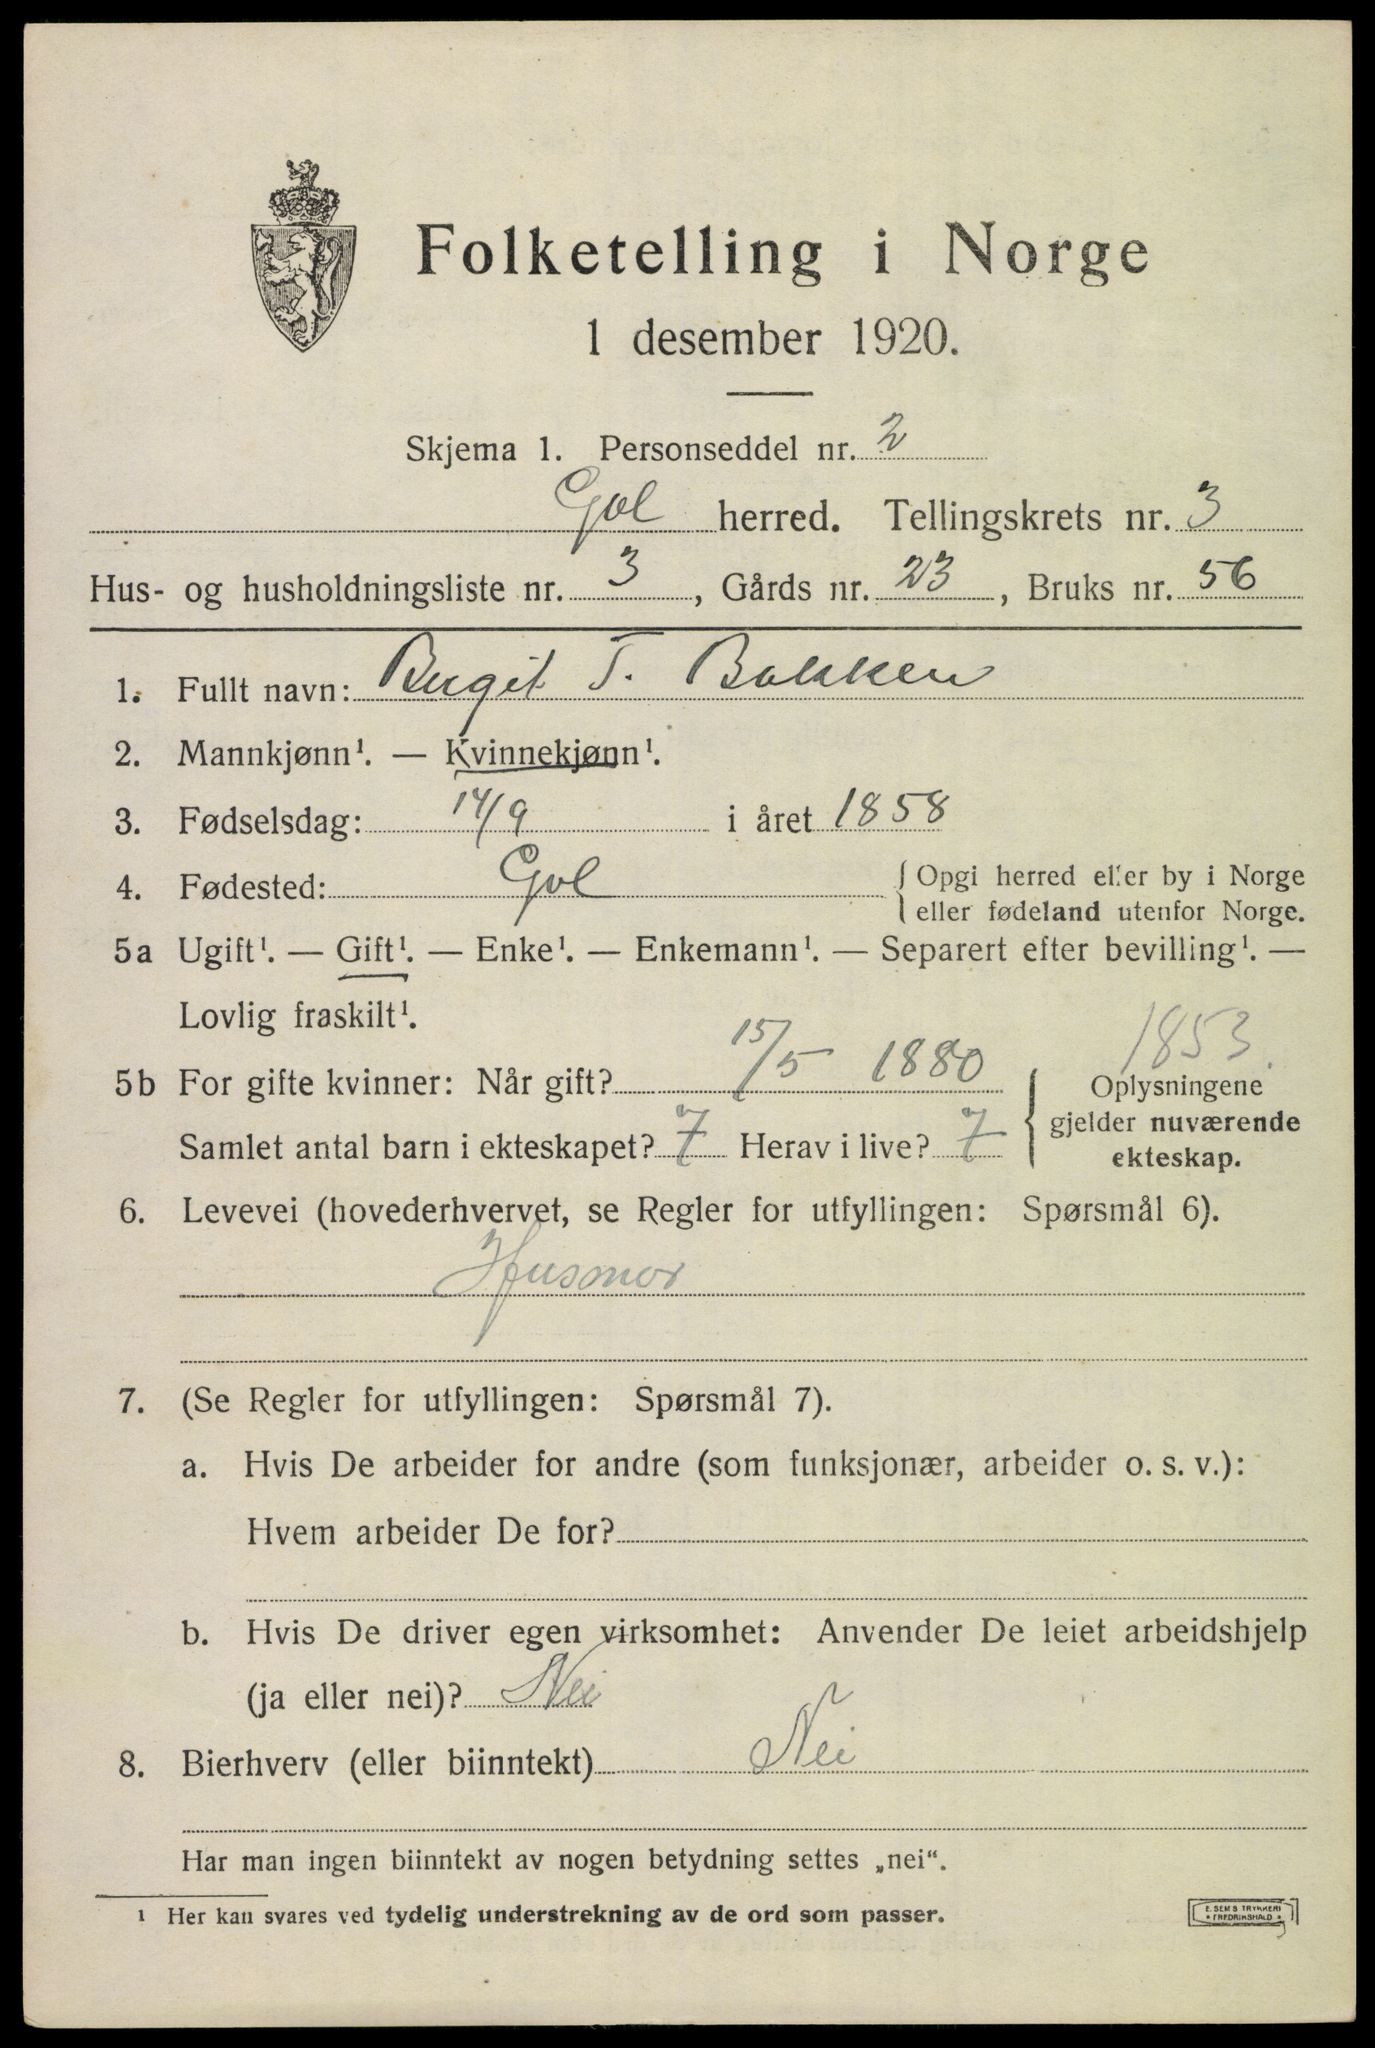 Folketelling i Norge
1 desember 1920.
Skjema 1. Personseddel nr. 2
Gol herred. Tellingskrets nr. 3
Hus- og husholdningsliste nr. 3, Gårds nr. 23, Bruks nr. 56
1. Fullt navn: Birgit T. Bakken
2. Mannkjønn¹. — Kvinnekjønn¹.
3. Fødselsdag: 14/9 i året 1858
4. Fødested: Gol { Opgi herred eller by i Norge
eller fødeland utenfor Norge.
5a Ugift¹. — Gift¹. — Enke¹. — Enkemann¹. — Separert efter bevilling¹. —
Lovlig fraskilt¹.
1853.
5b For gifte kvinner: Når gift? 15/5 1880 { Oplysningene
gjelder nuværende
Samlet antal barn i ekteskapet? 7 Herav i live? 7 ekteskap.
6. Levevei (hovederhvervet, se Regler for utfyllingen: Spørsmål 6).
Husmor
7. (Se Regler for utfyllingen: Spørsmål 7).
a. Hvis De arbeider for andre (som funksjonær, arbeider o. s. v.):
Hvem arbeider De for?
b. Hvis De driver egen virksomhet: Anvender De leiet arbeidshjelp
(ja eller nei)? Nei
8. Bierhverv (eller biinntekt) Nei
Har man ingen biinntekt av nogen betydning settes „nei“.
¹ Her kan svares ved tydelig understrekning av de ord som passer.
E. SEMS TRYKKERI
• FREDRIKSHALD •